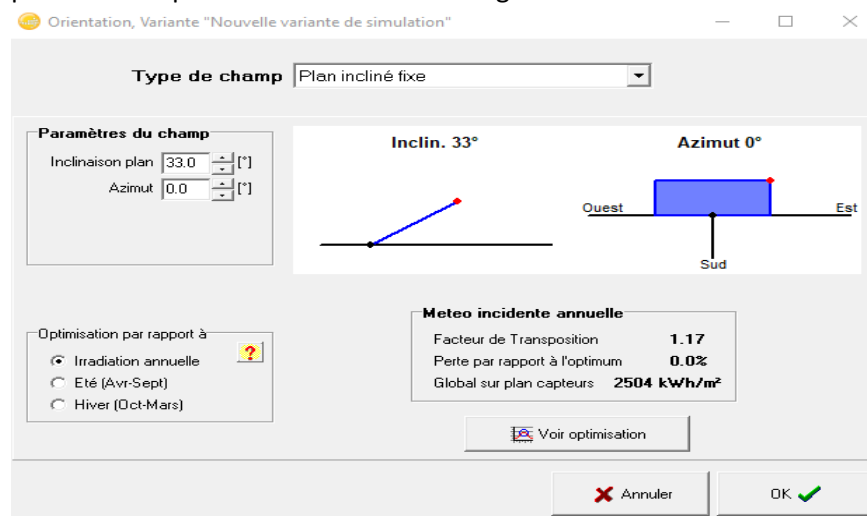 Orientation, Variante "Nouvelle variante de simulation"
Type de champ Plan incliné fixe
Paramètres du champ
Inclinaison plan 33.0 [°]
Azimut 0.0 [°]
Inclin. 33° Azimut 0°
Ouest Est
Sud
Optimisation par rapport à
?
Irradiation annuelle
Eté (Avr-Sept)
Hiver (Oct-Mars)
Meteo incidente annuelle
Facteur de Transposition 1.17
Perte par rapport à l'optimum 0.0%
Global sur plan capteurs 2504 kWh/m²
Voir optimisation
Annuler OK